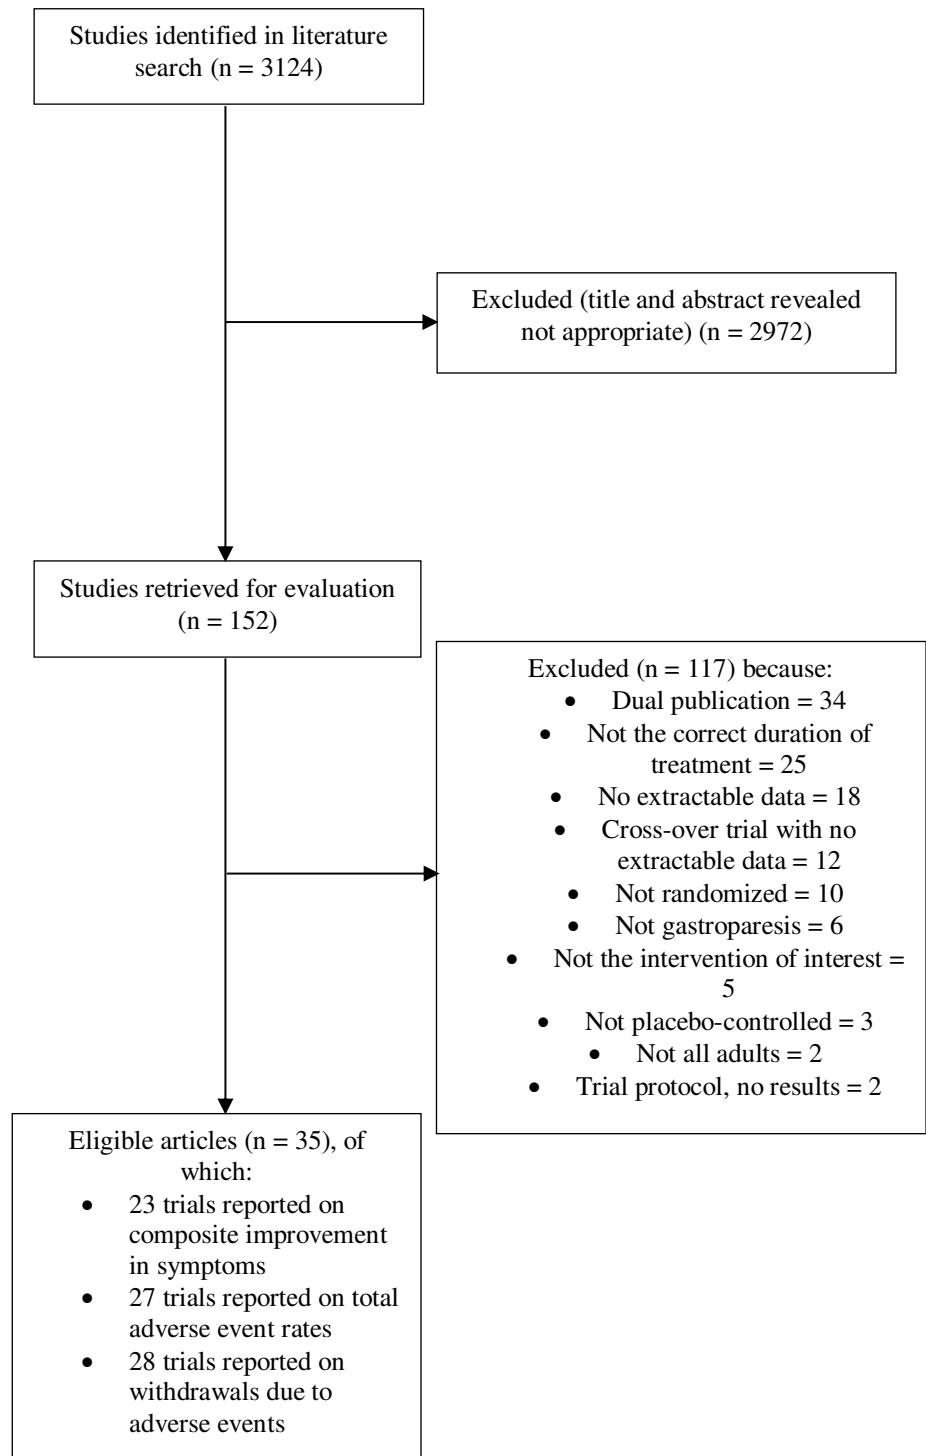 Studies identified in literature
search (n = 3124)
Excluded (title and abstract revealed
not appropriate) (n = 2972)
Studies retrieved for evaluation
(n = 152)
Excluded (n = 117) because:
• Dual publication = 34
• Not the correct duration of
treatment = 25
• No extractable data = 18
• Cross-over trial with no
extractable data = 12
• Not randomized = 10
• Not gastroparesis = 6
• Not the intervention of interest =
5
• Not placebo-controlled = 3
• Not all adults = 2
• Trial protocol, no results = 2
Eligible articles (n = 35), of
which:
• 23 trials reported on
composite improvement
in symptoms
• 27 trials reported on total
adverse event rates
• 28 trials reported on
withdrawals due to
adverse events